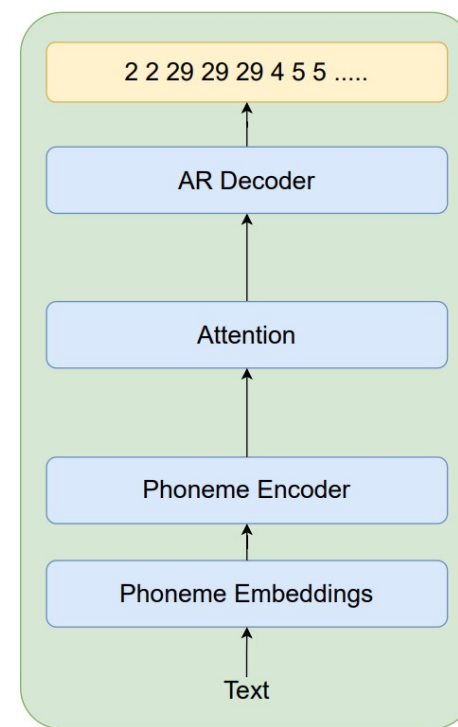 2 2 29 29 29 4 5 5 .....
AR Decoder
Attention
Phoneme Encoder
Phoneme Embeddings
Text